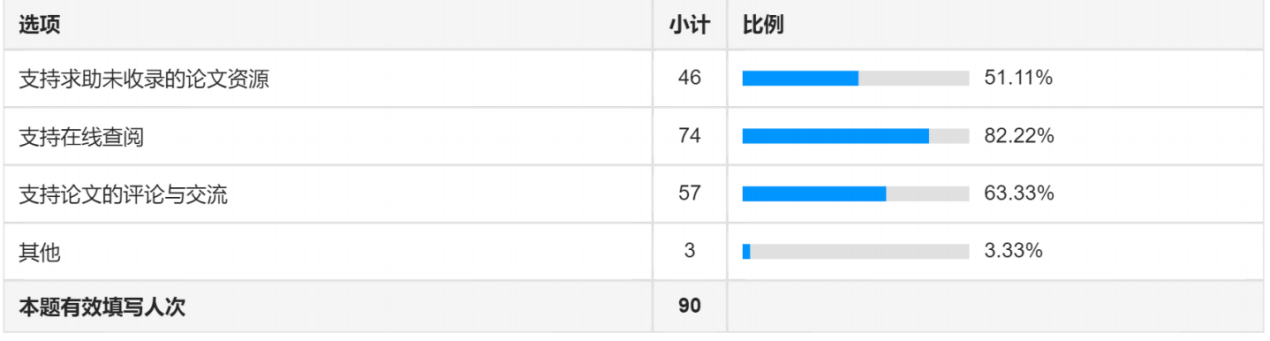 选项 小计 比例
支持求助未收录的论文资源 46 51.11%
支持在线查阅 74 82.22%
支持论文的评论与交流 57 63.33%
其他 3 3.33%
本题有效填写人次 90